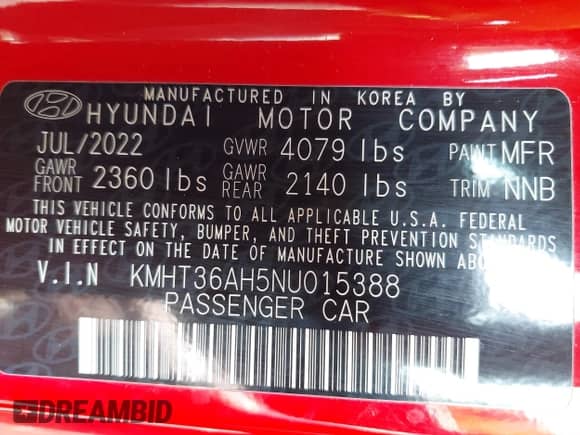 MANUFACTURED IN KOREA BY
HYUNDAI MOTOR COMPANY
JUL/2022 GVWR 4079 lbs PAINT MFR
GAWR FRONT 2360 lbs GAWR REAR 2140 lbs TRIM NNB
THIS VEHICLE CONFORMS TO ALL APPLICABLE U.S.A. FEDERAL
MOTOR VEHICLE SAFETY, BUMPER, AND THEFT PREVENTION STANDARDS
IN EFFECT ON THE DATE OF MANUFACTURE SHOWN ABOVE
V.I.N KMHT36AH5NU015388
PASSENGER CAR
DREAMBID